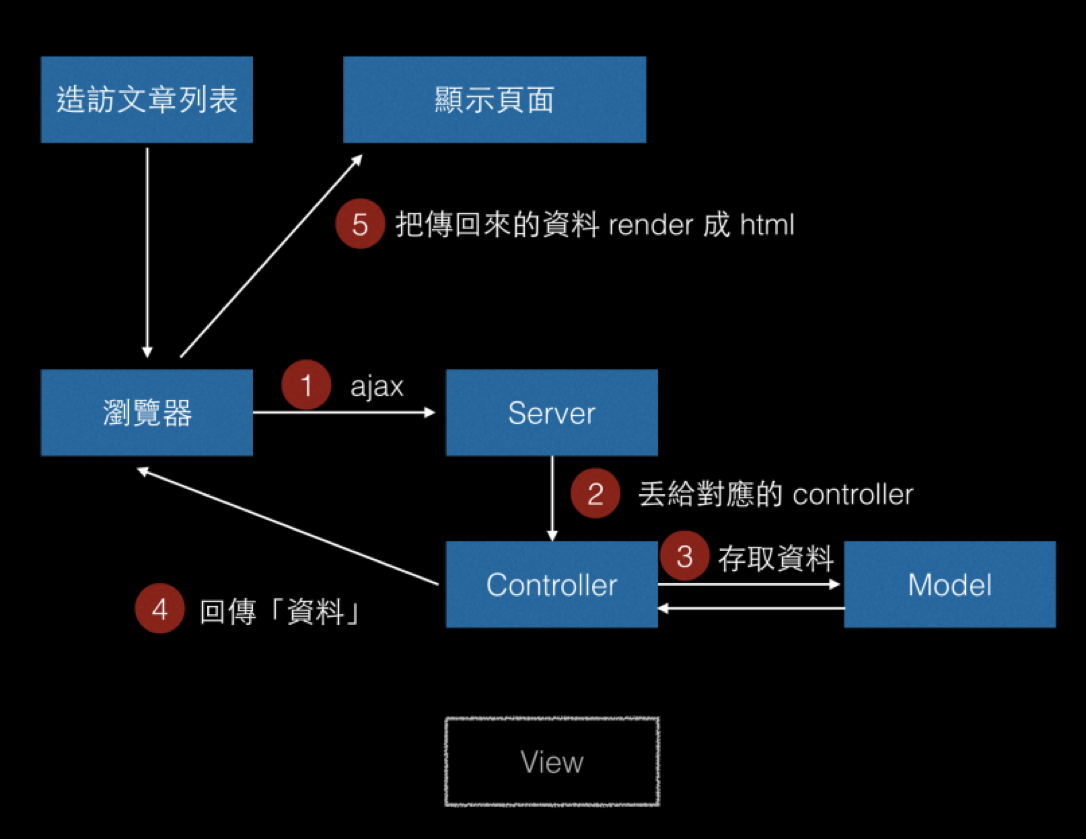 造訪文章列表
顯示頁面
5 把傳回來的資料 render 成 html
1 ajax
瀏覽器
Server
2 丟給對應的 controller
3 存取資料
Controller
Model
4 回傳「資料」
View